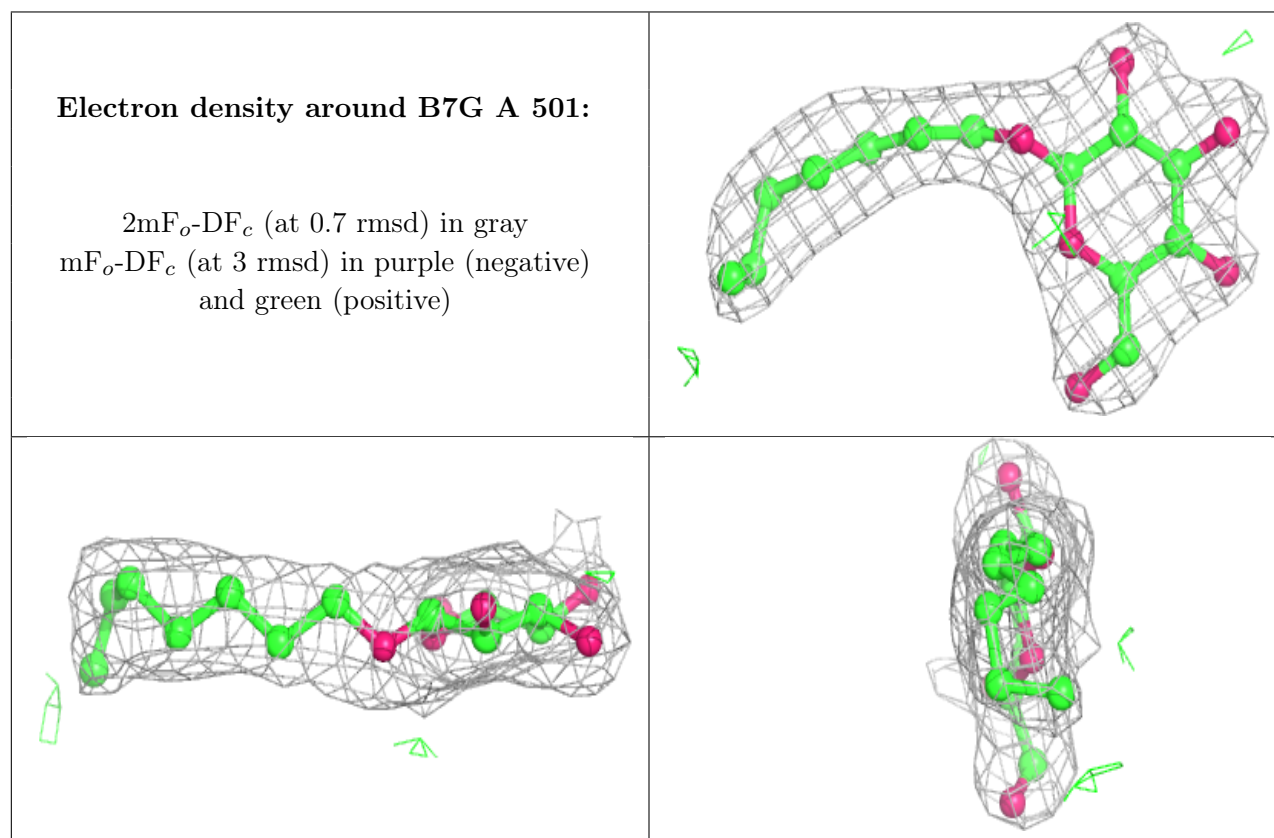 Electron density around B7G A 501:
2mFₒ-DF𝑐 (at 0.7 rmsd) in gray
mFₒ-DF𝑐 (at 3 rmsd) in purple (negative)
and green (positive)